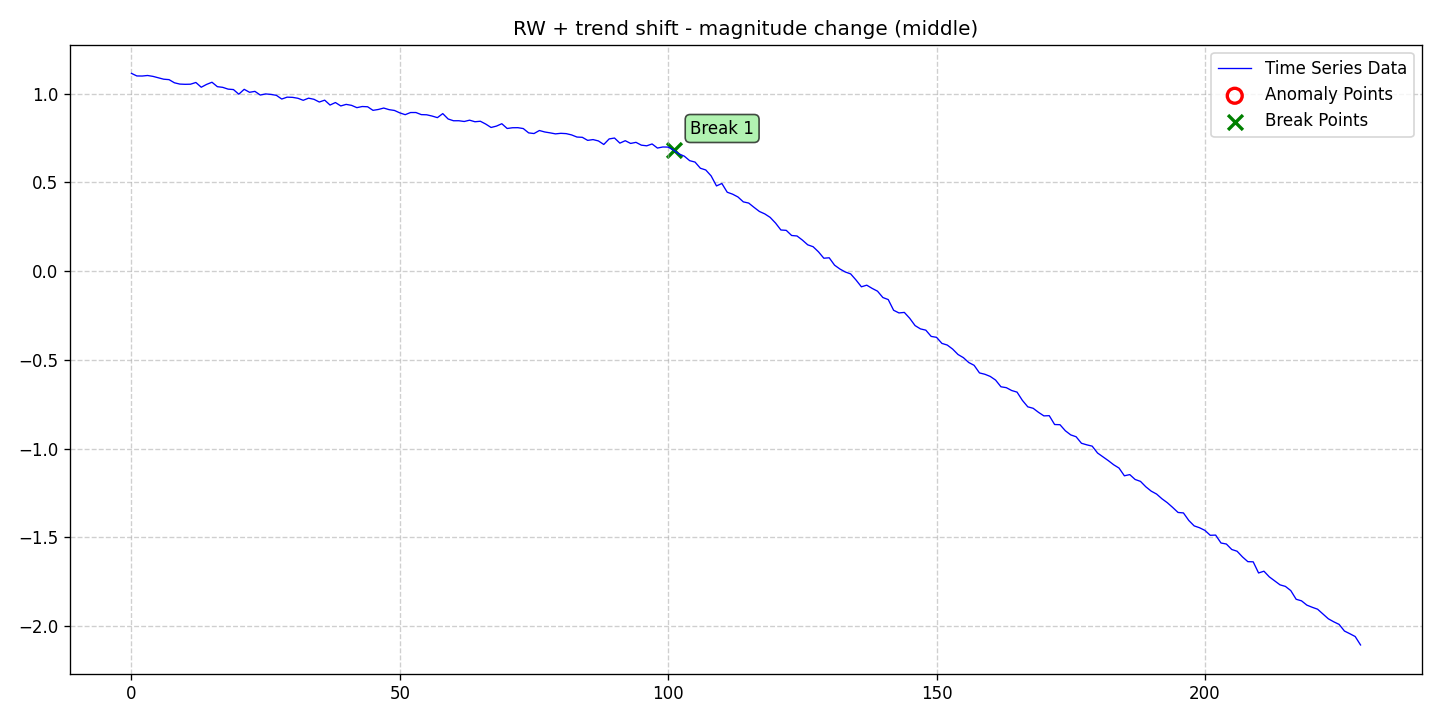 RW + trend shift - magnitude change (middle)
Time Series Data
Anomaly Points
Break Points
Break 1
1.0
0.5
0.0
−0.5
−1.0
−1.5
−2.0
0 50 100 150 200